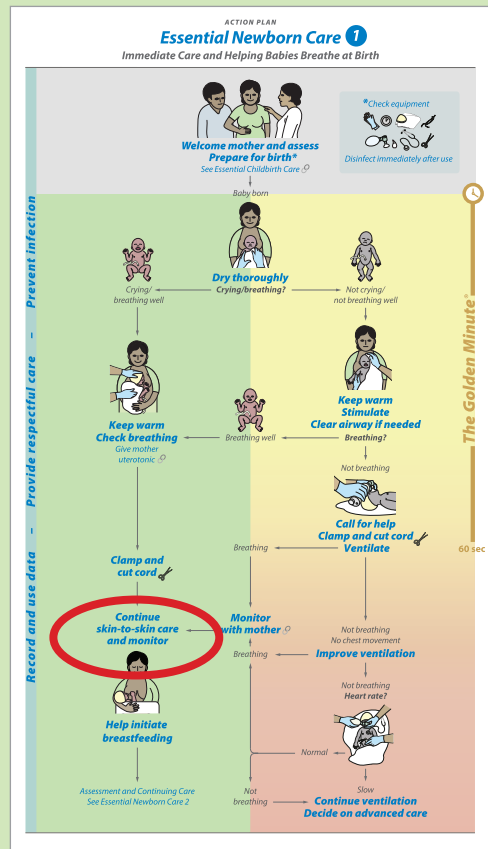 ACTION PLAN
Essential Newborn Care 1
Immediate Care and Helping Babies Breathe at Birth
*Check equipment
Disinfect immediately after use
Welcome mother and assess
Prepare for birth*
See Essential Childbirth Care
Baby born
Dry thoroughly
Crying/breathing?
Crying/
breathing well
Not crying/
not breathing well
Keep warm
Check breathing
Give mother
uterotonic
Breathing well
Keep warm
Stimulate
Clear airway if needed
Breathing?
Not breathing
Call for help
Clamp and cut cord
Ventilate
Breathing
Clamp and
cut cord
Continue
skin-to-skin care
and monitor
Monitor
with mother
Not breathing
No chest movement
Breathing
Improve ventilation
Not breathing
Heart rate?
Help initiate
breastfeeding
Normal
Assessment and Continuing Care
See Essential Newborn Care 2
Not
breathing
Slow
Continue ventilation
Decide on advanced care
Record and use data – Provide respectful care – Prevent infection
The Golden Minute®
60 sec